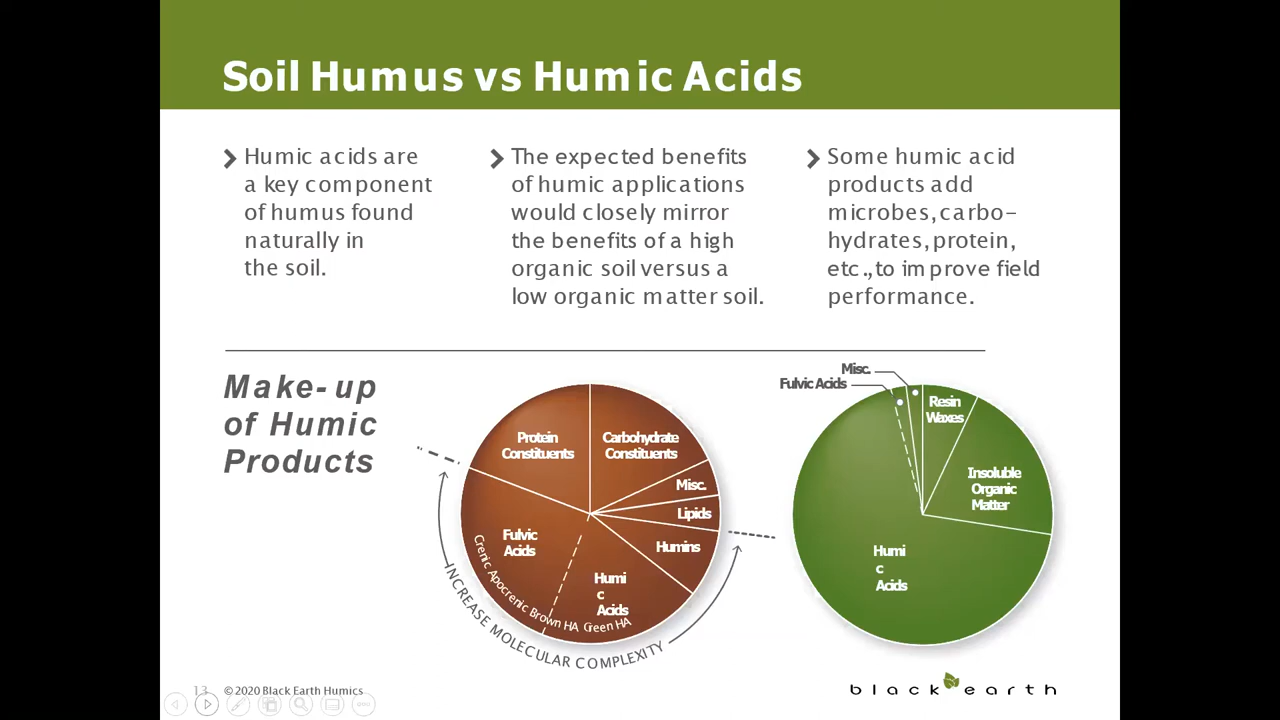 Soil Humus vs Humic Acids
Humic acids are
a key component
of humus found
naturally in
the soil.
The expected benefits
of humic applications
would closely mirror
the benefits of a high
organic soil versus a
low organic matter soil.
Some humic acid
products add
microbes, carbo-
hydrates, protein,
etc., to improve field
performance.
Make-up
of Humic
Products
Protein
Constituents
Carbohydrate
Constituents
Misc.
Lipids
Humins
Humi
c
Acids
Fulvic
Acids
Crenic Apocrenic Brown HA Green HA
INCREASE MOLECULAR COMPLEXITY
Misc.
Fulvic Acids
Resin
Waxes
Insoluble
Organic
Matter
Humi
c
Acids
13
©2020 Black Earth Humics
black earth